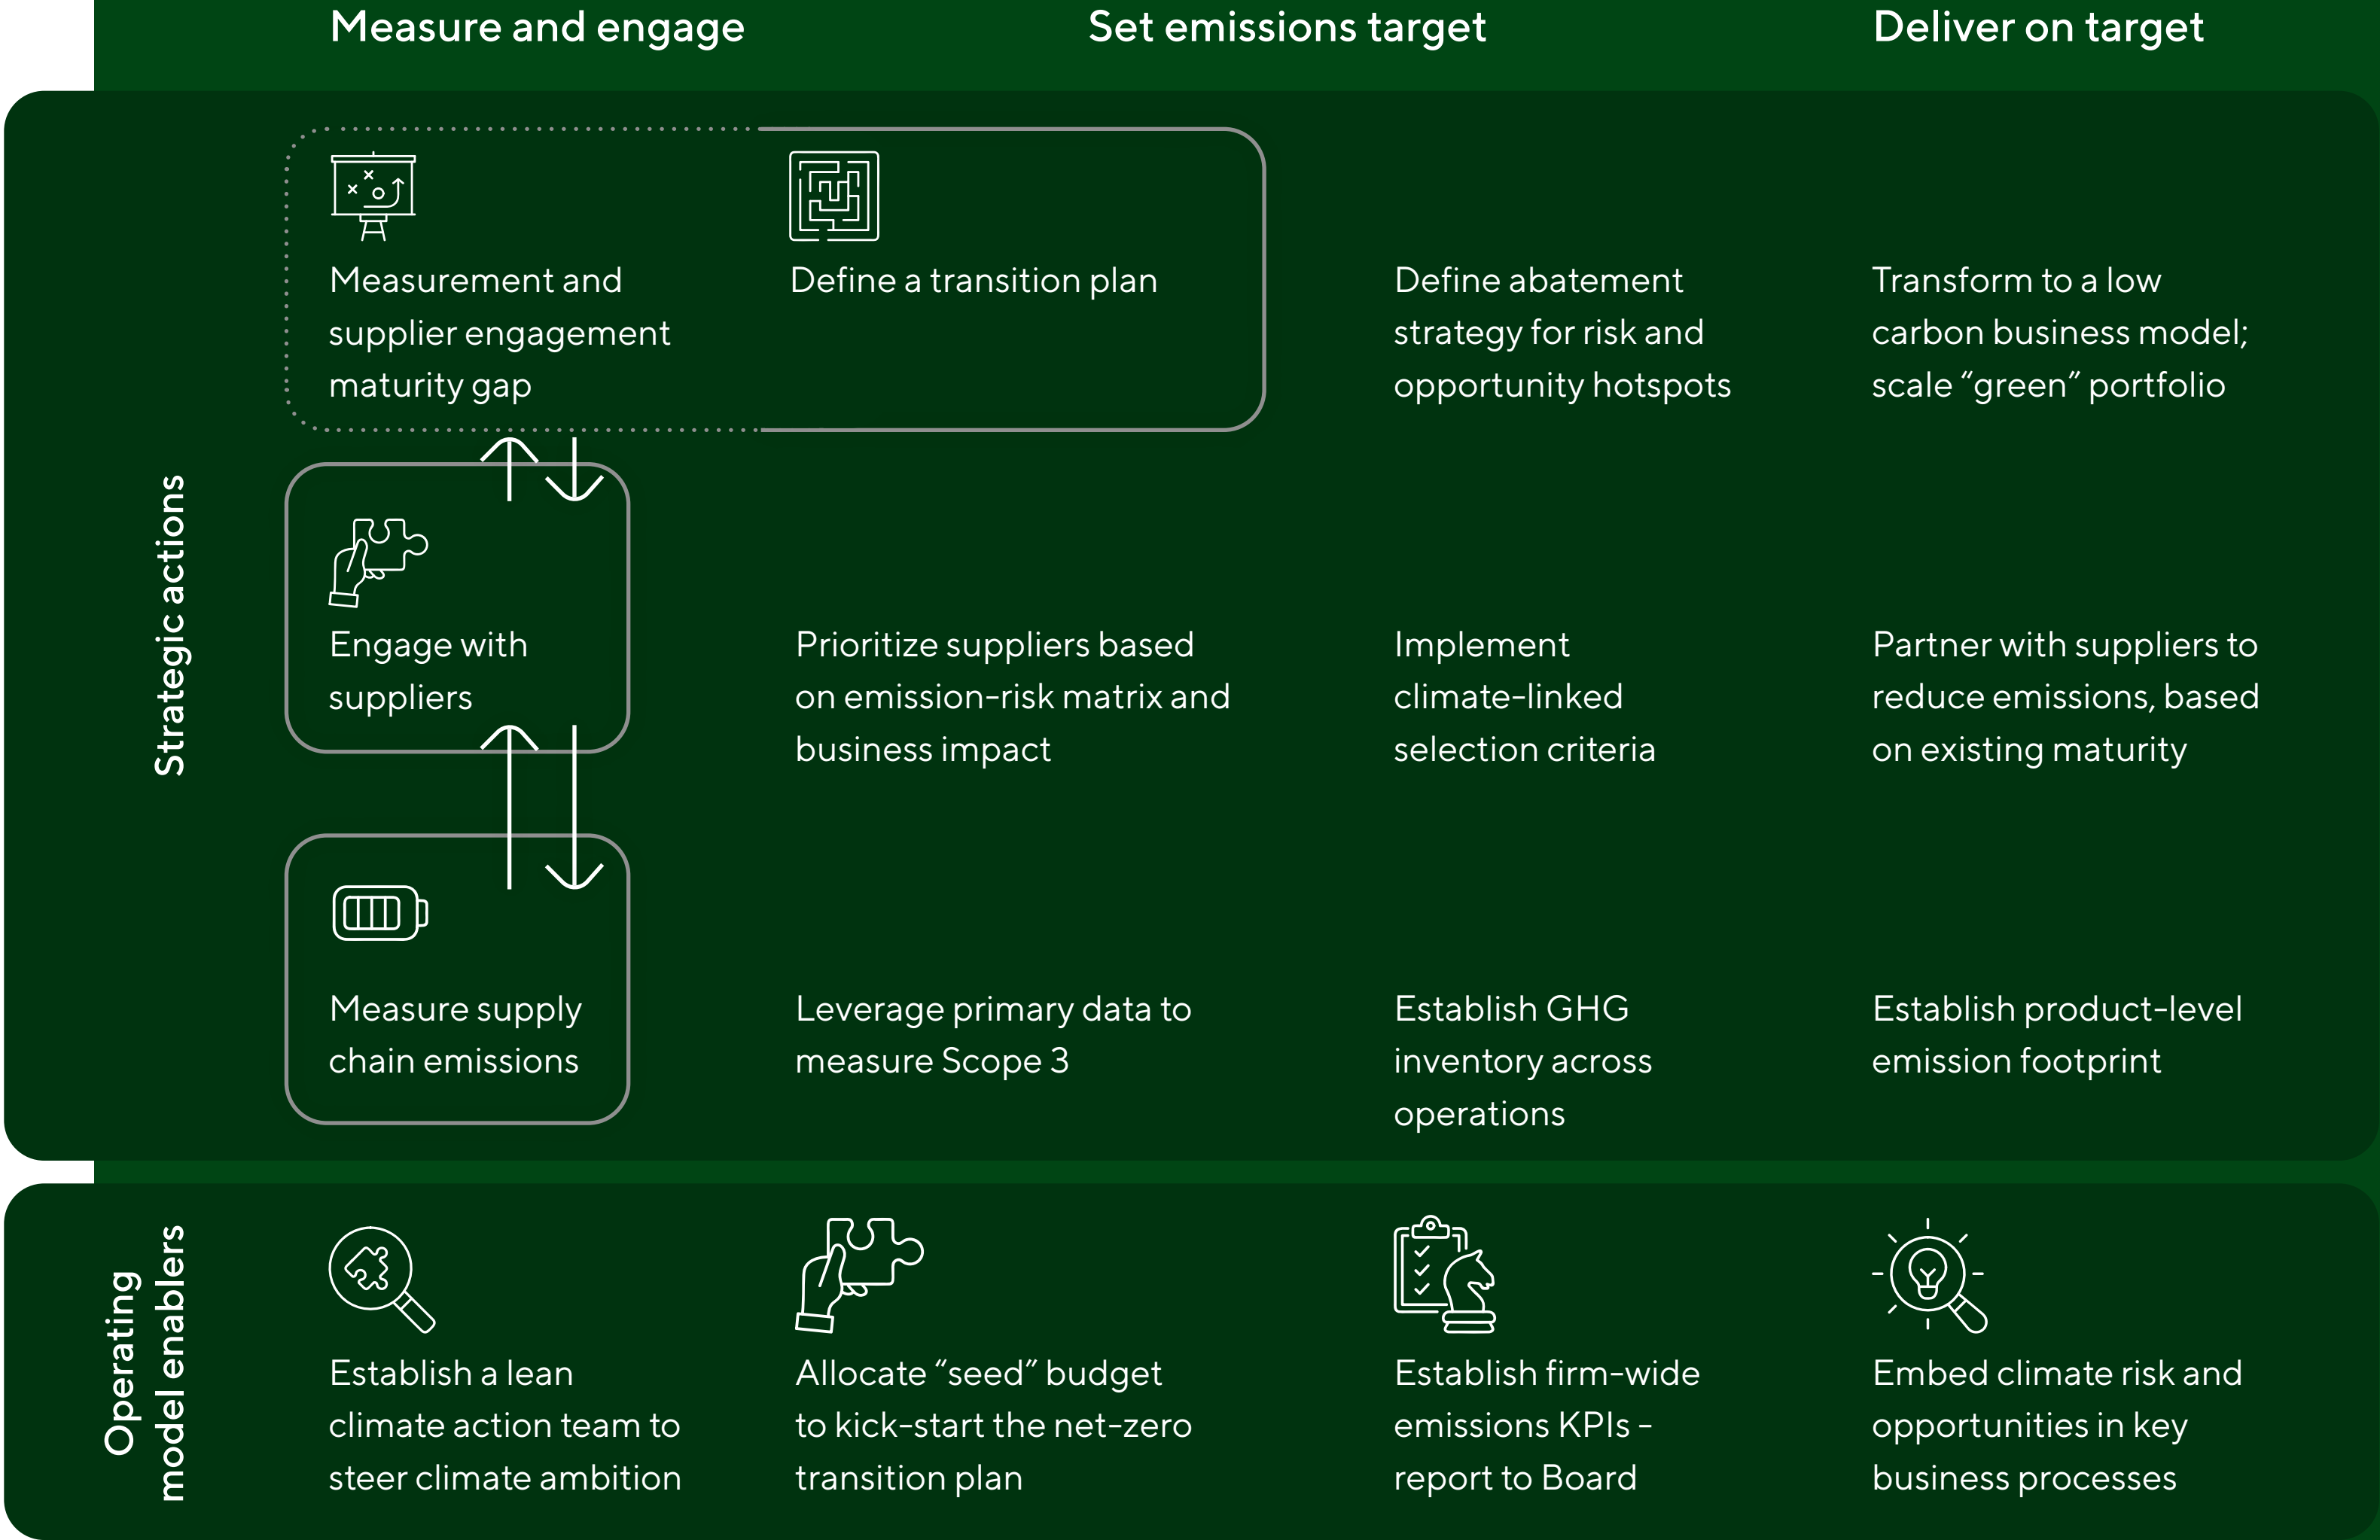 Measure and engage
Set emissions target
Deliver on target
Strategic actions
Measurement and
supplier engagement
maturity gap
Define a transition plan
Define abatement
strategy for risk and
opportunity hotspots
Transform to a low
carbon business model;
scale “green” portfolio
Engage with
suppliers
Prioritize suppliers based
on emission-risk matrix and
business impact
Implement
climate-linked
selection criteria
Partner with suppliers to
reduce emissions, based
on existing maturity
Measure supply
chain emissions
Leverage primary data to
measure Scope 3
Establish GHG
inventory across
operations
Establish product-level
emission footprint
Operating
model enablers
Establish a lean
climate action team to
steer climate ambition
Allocate “seed” budget
to kick-start the net-zero
transition plan
Establish firm-wide
emissions KPIs -
report to Board
Embed climate risk and
opportunities in key
business processes